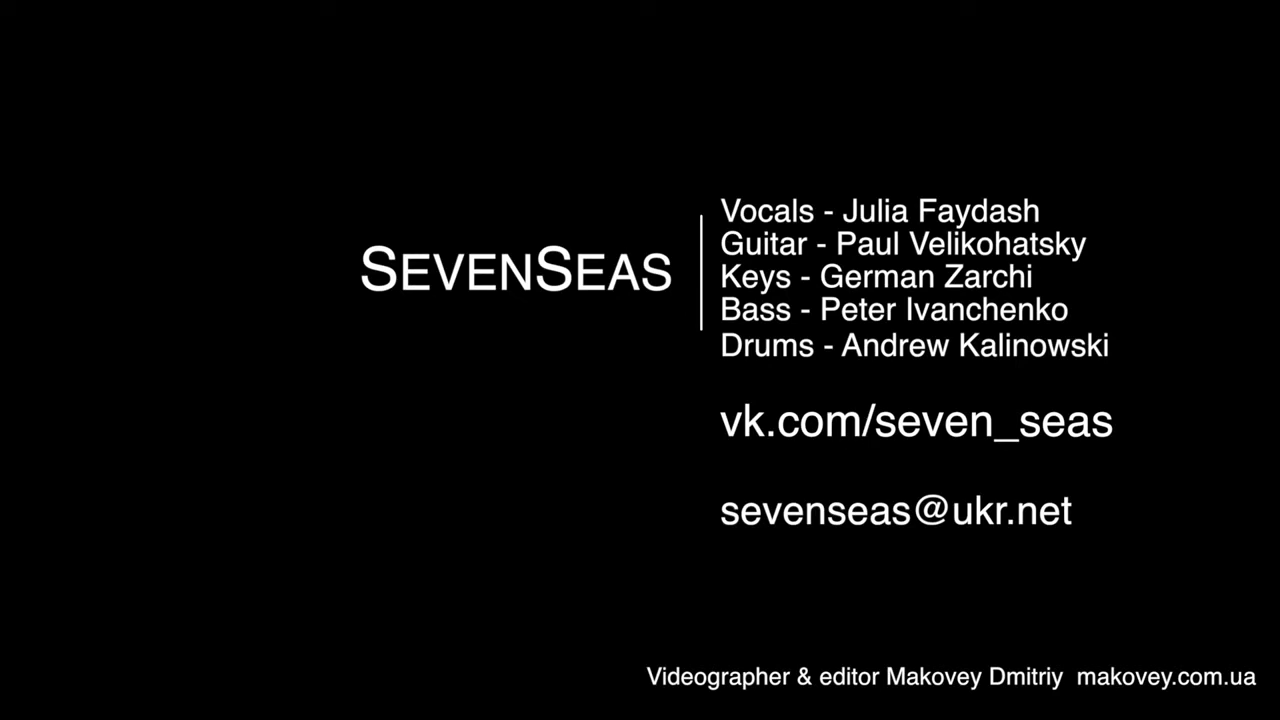 SEVENSEAS
Vocals - Julia Faydash
Guitar - Paul Velikohatsky
Keys - German Zarchi
Bass - Peter Ivanchenko
Drums - Andrew Kalinowski
vk.com/seven_seas
sevenseas@ukr.net
Videographer & editor Makovey Dmitriy makovey.com.ua